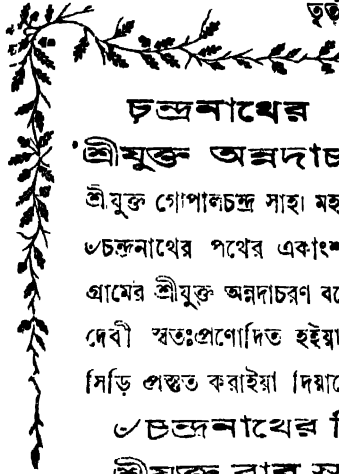 চন্দ্রনাথের
শ্রীযুক্ত অন্নদাচ
শ্রীযুক্ত গোপালচন্দ্র সাহা মহ
৺চন্দ্রনাথের পথের একাংশ
গ্রামের শ্রীযুক্ত অন্নদাচরণ বে
দেবী স্বতঃপ্রণোদিত হইয়া
সিঁড়ি প্রস্তুত করাইয়া দিয়াছে
৺চন্দ্রনাথের